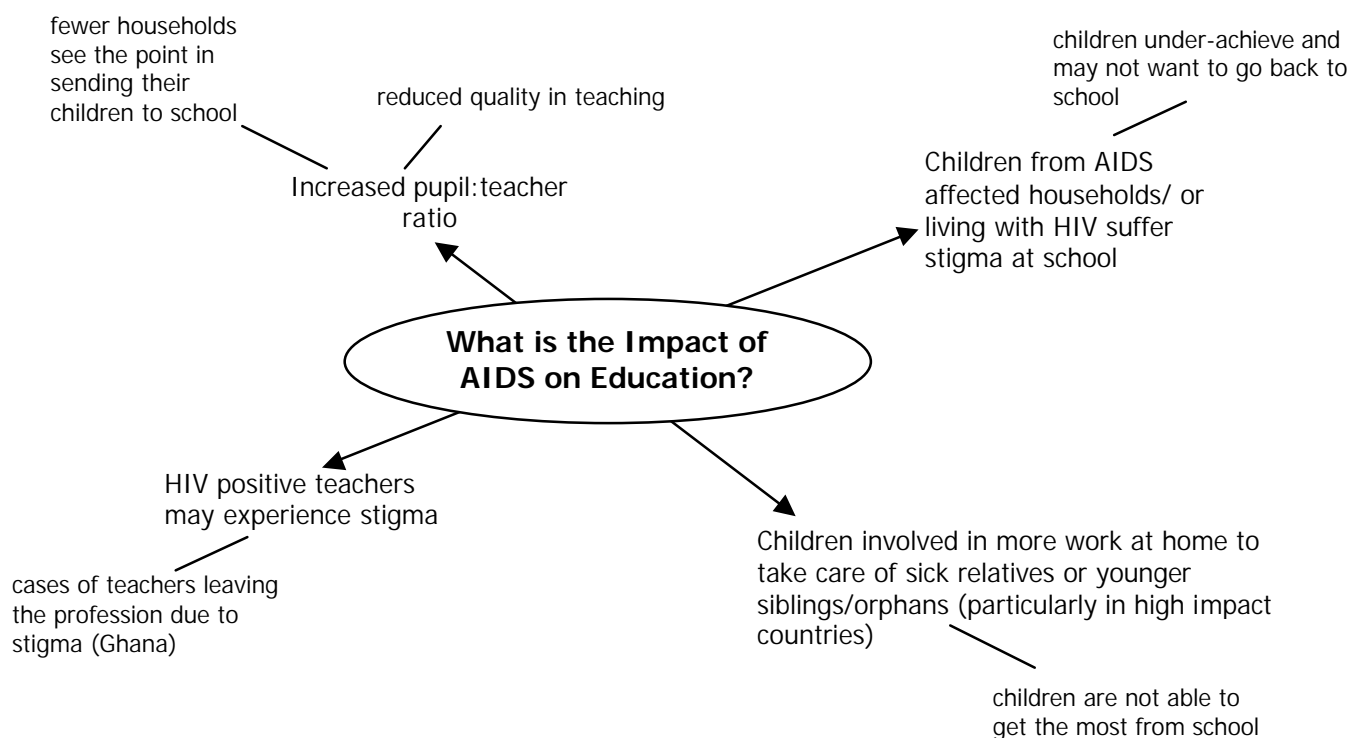 fewer households
see the point in
sending their
children to school
reduced quality in teaching
Increased pupil:teacher
ratio
children under-achieve and
may not want to go back to
school
Children from AIDS
affected households/ or
living with HIV suffer
stigma at school
What is the Impact of
AIDS on Education?
HIV positive teachers
may experience stigma
cases of teachers leaving
the profession due to
stigma (Ghana)
Children involved in more work at home to
take care of sick relatives or younger
siblings/orphans (particularly in high impact
countries)
children are not able to
get the most from school